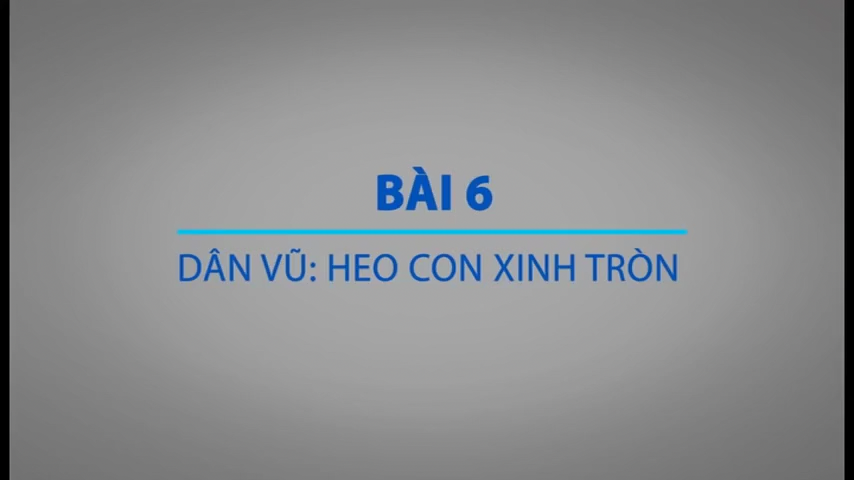 BÀI 6
DÂN VŨ: HEO CON XINH TRÒN